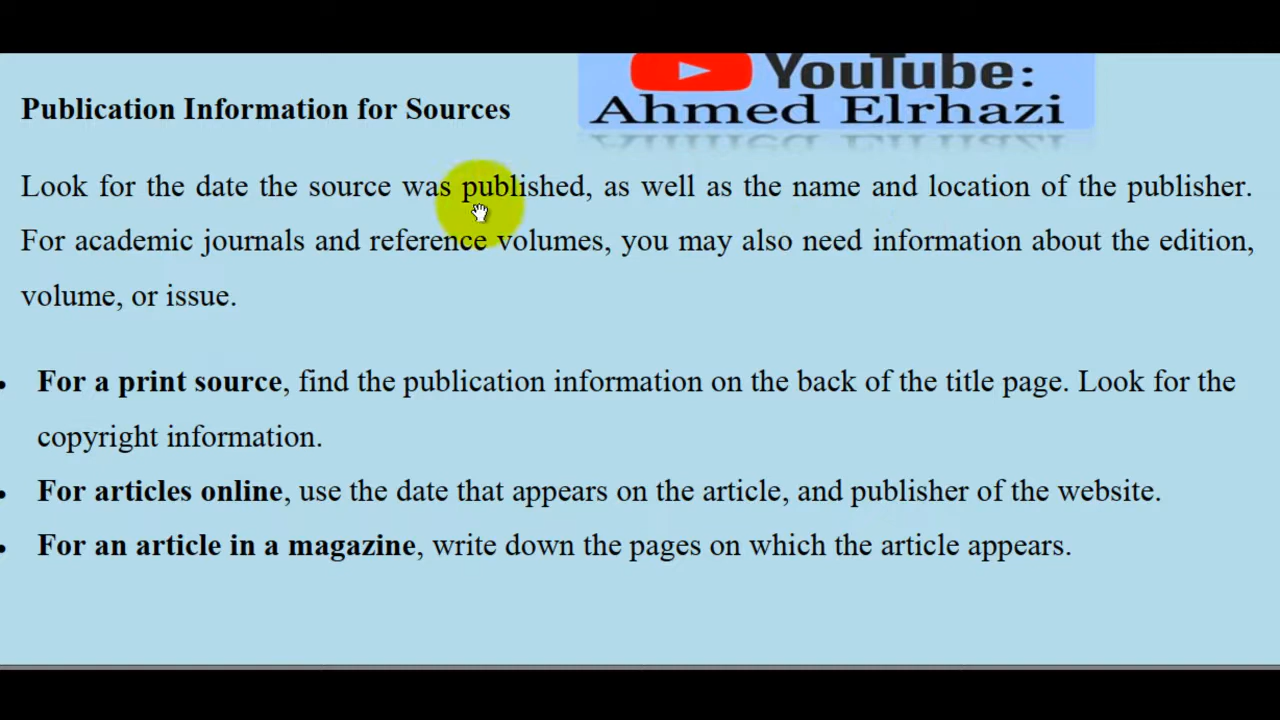 YouTube:
Ahmed Elrhazi
Publication Information for Sources
Look for the date the source was published, as well as the name and location of the publisher.
For academic journals and reference volumes, you may also need information about the edition,
volume, or issue.
• For a print source, find the publication information on the back of the title page. Look for the
copyright information.
• For articles online, use the date that appears on the article, and publisher of the website.
• For an article in a magazine, write down the pages on which the article appears.